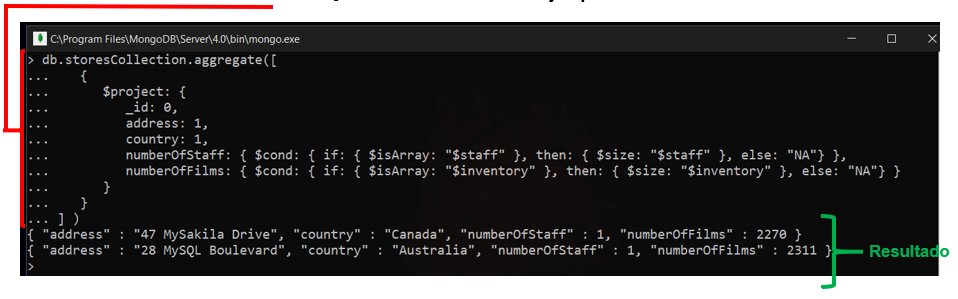 C:\Program Files\MongoDB\Server\4.0\bin\mongo.exe
> db.storesCollection.aggregate([
... {
... $project: {
... _id: 0,
... address: 1,
... country: 1,
... numberOfStaff: { $cond: { if: { $isArray: "$staff" }, then: { $size: "$staff" }, else: "NA"} },
... numberOfFilms: { $cond: { if: { $isArray: "$inventory" }, then: { $size: "$inventory" }, else: "NA"} }
... }
... }
... ] )
{ "address" : "47 MySakila Drive", "country" : "Canada", "numberOfStaff" : 1, "numberOfFilms" : 2270 }
{ "address" : "28 MySQL Boulevard", "country" : "Australia", "numberOfStaff" : 1, "numberOfFilms" : 2311 }
Resultado
>